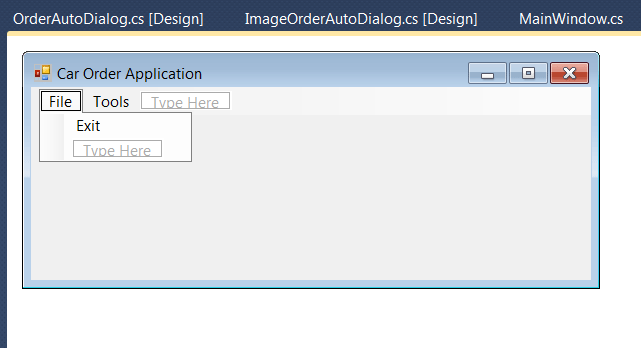 OrderAutoDialog.cs [Design] ImageOrderAutoDialog.cs [Design] MainWindow.cs
Car Order Application
File Tools Type Here
Exit
Type Here